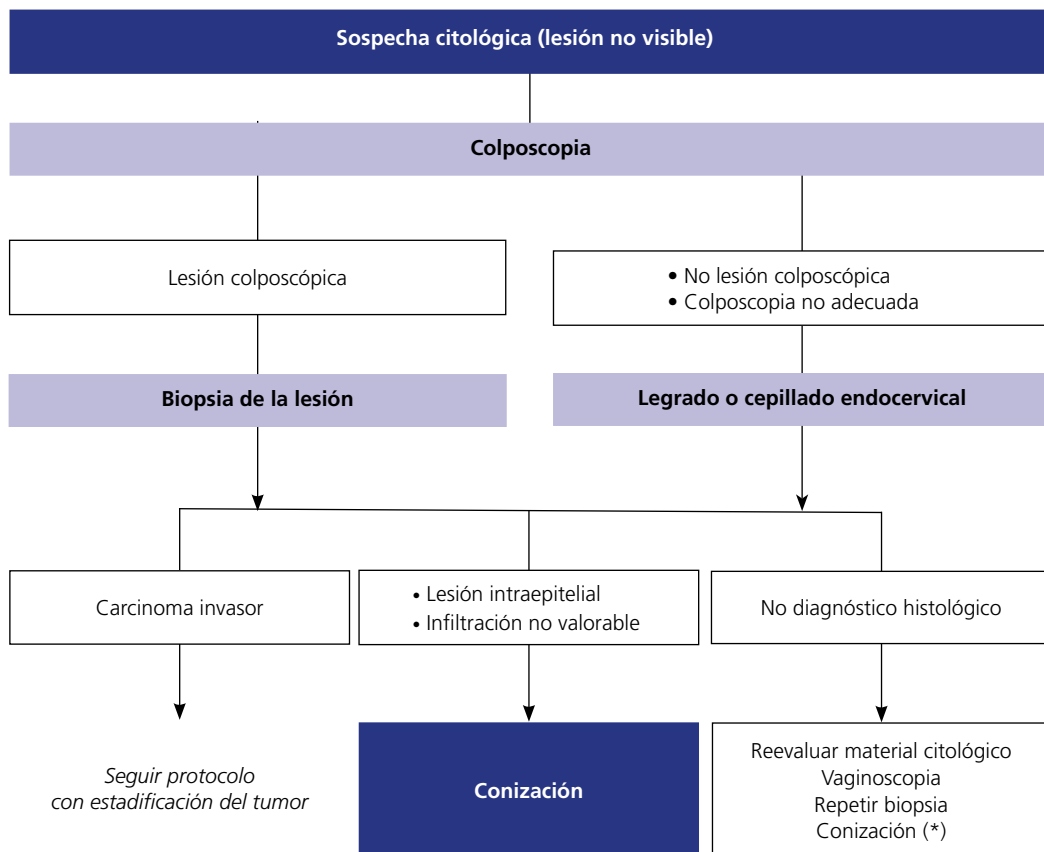 Sospecha citológica (lesión no visible)
Colposcopia
Lesión colposcópica
• No lesión colposcópica
• Colposcopia no adecuada
Biopsia de la lesión
Legrado o cepillado endocervical
Carcinoma invasor
• Lesión intraepitelial
• Infiltración no valorable
No diagnóstico histológico
Seguir protocolo
con estadificación del tumor
Conización
Reevaluar material citológico
Vaginoscopia
Repetir biopsia
Conización (*)